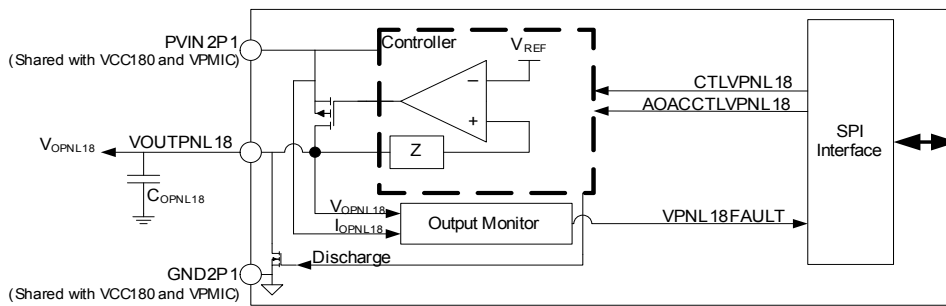 PVIN2P1
(Shared with VCC180 and VPMIC)
Controller
VREF
−
+
Z
CTLVPNL18
AOACCTLVPNL18
SPI
Interface
VOPNL18
VOUTPNL18
COPNL18
VOPNL18
IOPNL18
Output Monitor
VPNL18FAULT
Discharge
GND2P1
(Shared with VCC180 and VPMIC)